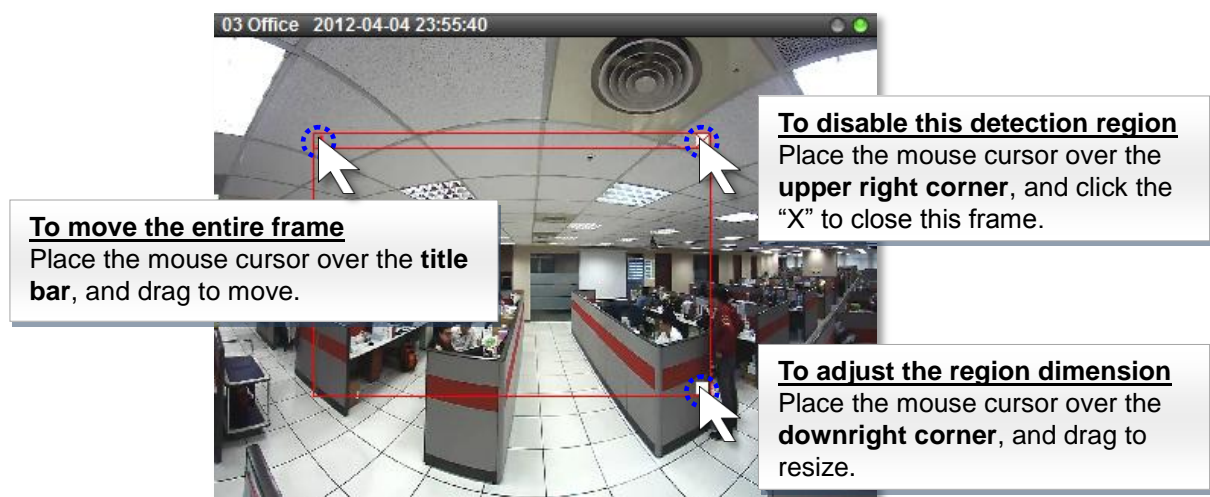 03 Office 2012-04-04 23:55:40
To disable this detection region
Place the mouse cursor over the
upper right corner, and click the
“X” to close this frame.
To move the entire frame
Place the mouse cursor over the title
bar, and drag to move.
To adjust the region dimension
Place the mouse cursor over the
downright corner, and drag to
resize.